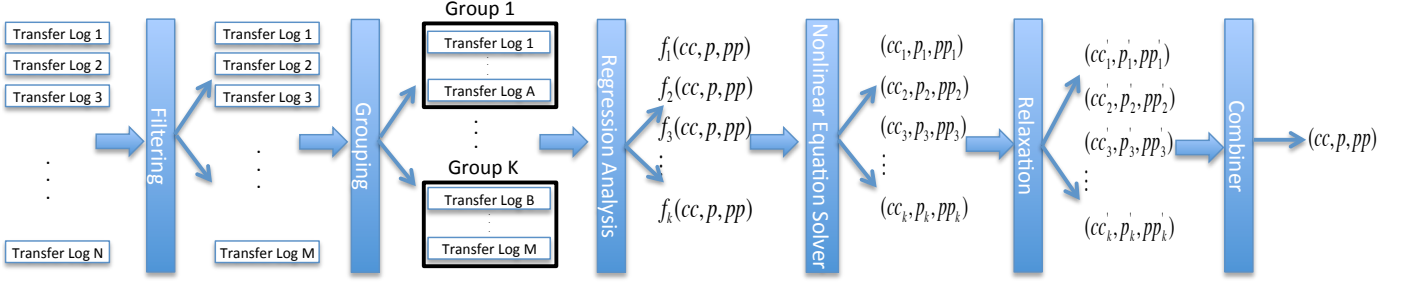 Transfer Log 1
Transfer Log 2
Transfer Log 3
.
.
.
Transfer Log N
Filtering
Transfer Log 1
Transfer Log 2
Transfer Log 3
.
.
.
Transfer Log M
Grouping
Group 1
Transfer Log 1
Transfer Log A
.
.
.
Group K
Transfer Log B
Transfer Log M
Regression Analysis
f₁(cc, p, pp)
f₂(cc, p, pp)
f₃(cc, p, pp)
⋮
fₖ(cc, p, pp)
Nonlinear Equation Solver
(cc₁, p₁, pp₁)
(cc₂, p₂, pp₂)
(cc₃, p₃, pp₃)
⋮
(ccₖ, pₖ, ppₖ)
Relaxation
(cc'₁, p'₁, pp'₁)
(cc'₂, p'₂, pp'₂)
(cc'₃, p'₃, pp'₃)
⋮
(cc'ₖ, p'ₖ, pp'ₖ)
Combiner
(cc, p, pp)